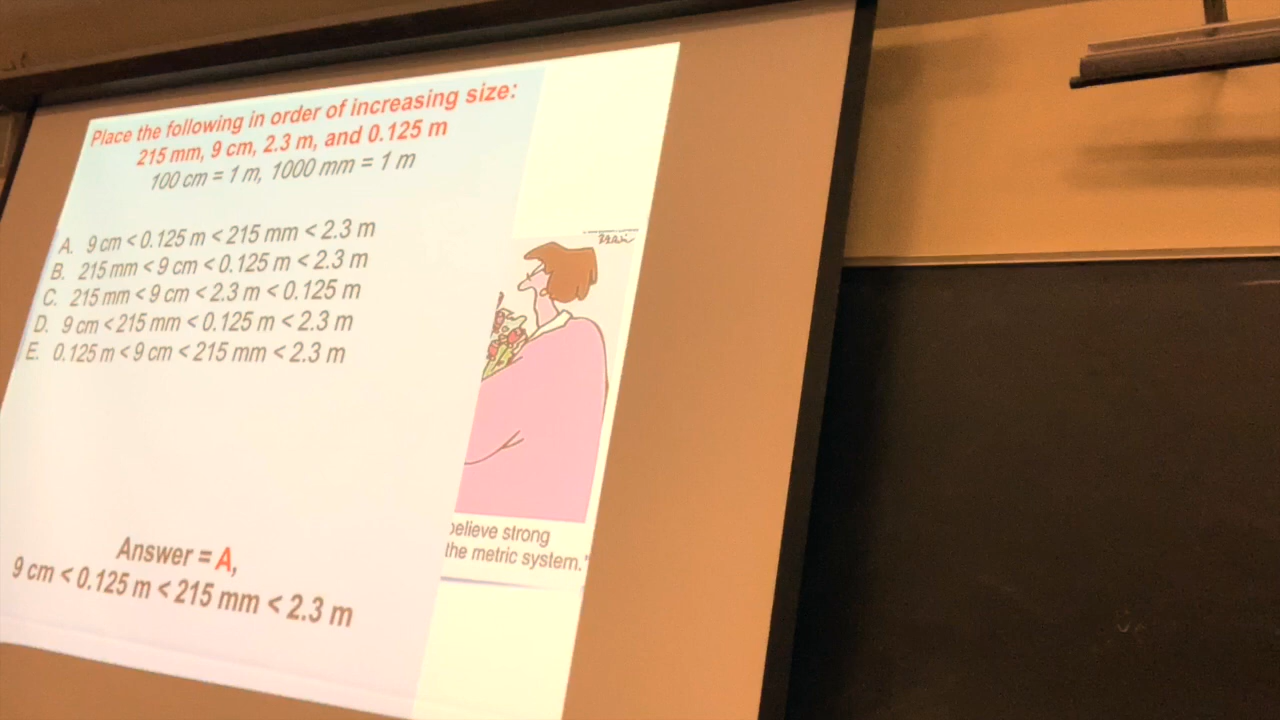 Place the following in order of increasing size:
215 mm, 9 cm, 2.3 m, and 0.125 m
100 cm = 1 m, 1000 mm = 1 m
A. 9 cm < 0.125 m < 215 mm < 2.3 m
B. 215 mm < 9 cm < 0.125 m < 2.3 m
C. 215 mm < 9 cm < 2.3 m < 0.125 m
D. 9 cm < 215 mm < 0.125 m < 2.3 m
E. 0.125 m < 9 cm < 215 mm < 2.3 m
believe strong
the metric system."
Answer = A,
9 cm < 0.125 m < 215 mm < 2.3 m